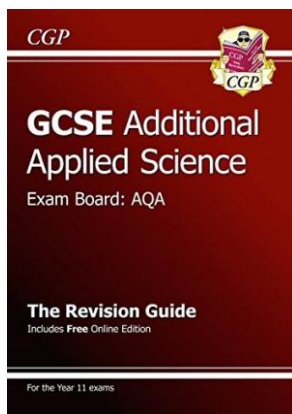 CGP
CGP
CGP
GCSE Additional
Applied Science
Exam Board: AQA
The Revision Guide
Includes Free Online Edition
For the Year 11 exams